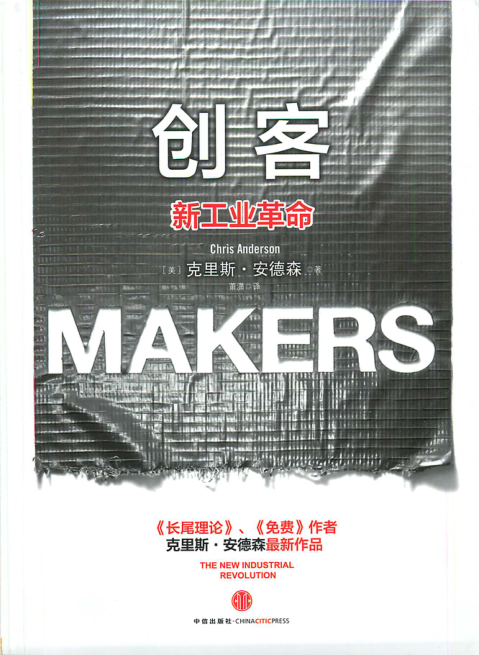 创客
新工业革命
Chris Anderson
[英] 克里斯·安德森 著
董潇 译
MAKERS
《长尾理论》、《免费》作者
克里斯·安德森最新作品
THE NEW INDUSTRIAL
REVOLUTION
中信出版社·CHINACITICPRESS